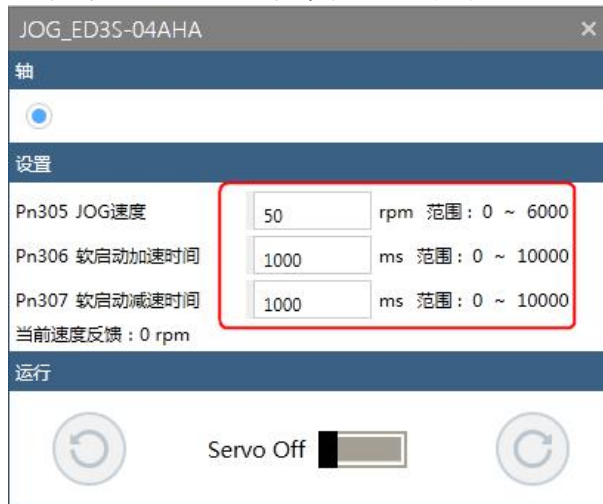 JOG_ED3S-04AHA ×
轴
设置
Pn305 JOG速度 50 rpm 范围：0 ~ 6000
Pn306 软启动加速时间 1000 ms 范围：0 ~ 10000
Pn307 软启动减速时间 1000 ms 范围：0 ~ 10000
当前速度反馈：0 rpm
运行
Servo Off